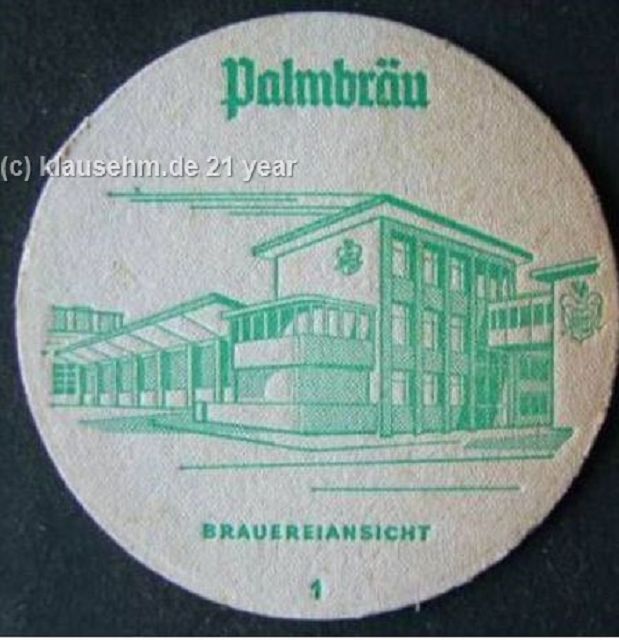 Palmbräu
(c) klausehm.de 21 year
BRAUEREIANSICHT
1